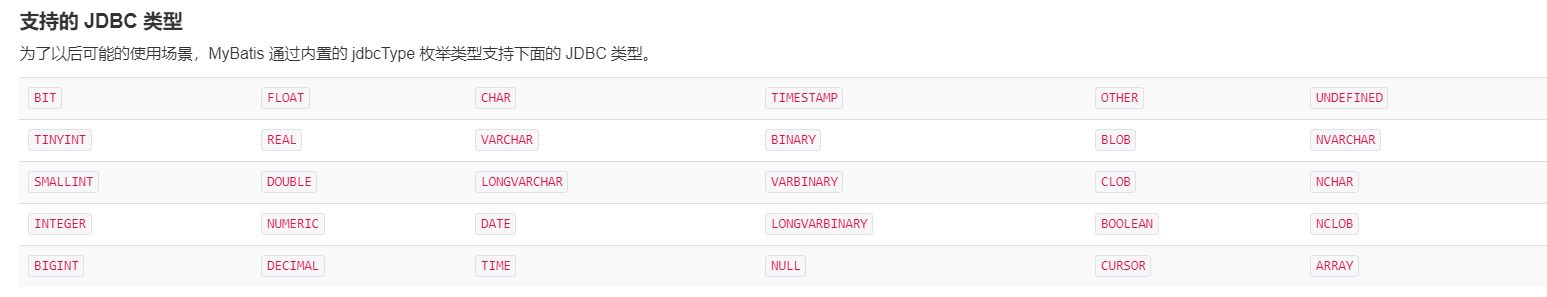 支持的 JDBC 类型
为了以后可能的使用场景，MyBatis 通过内置的 jdbcType 枚举类型支持下面的 JDBC 类型。
BIT FLOAT CHAR TIMESTAMP OTHER UNDEFINED
TINYINT REAL VARCHAR BINARY BLOB NVARCHAR
SMALLINT DOUBLE LONGVARCHAR VARBINARY CLOB NCHAR
INTEGER NUMERIC DATE LONGVARBINARY BOOLEAN NCLOB
BIGINT DECIMAL TIME NULL CURSOR ARRAY